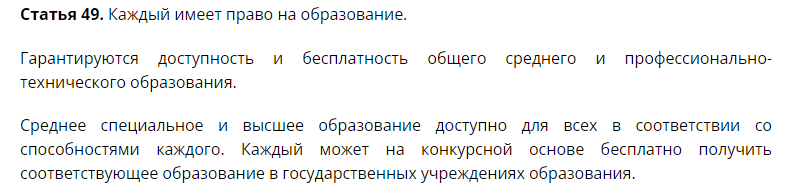 Статья 49. Каждый имеет право на образование.
Гарантируются доступность и бесплатность общего среднего и профессионально-
технического образования.
Среднее специальное и высшее образование доступно для всех в соответствии со
способностями каждого. Каждый может на конкурсной основе бесплатно получить
соответствующее образование в государственных учреждениях образования.